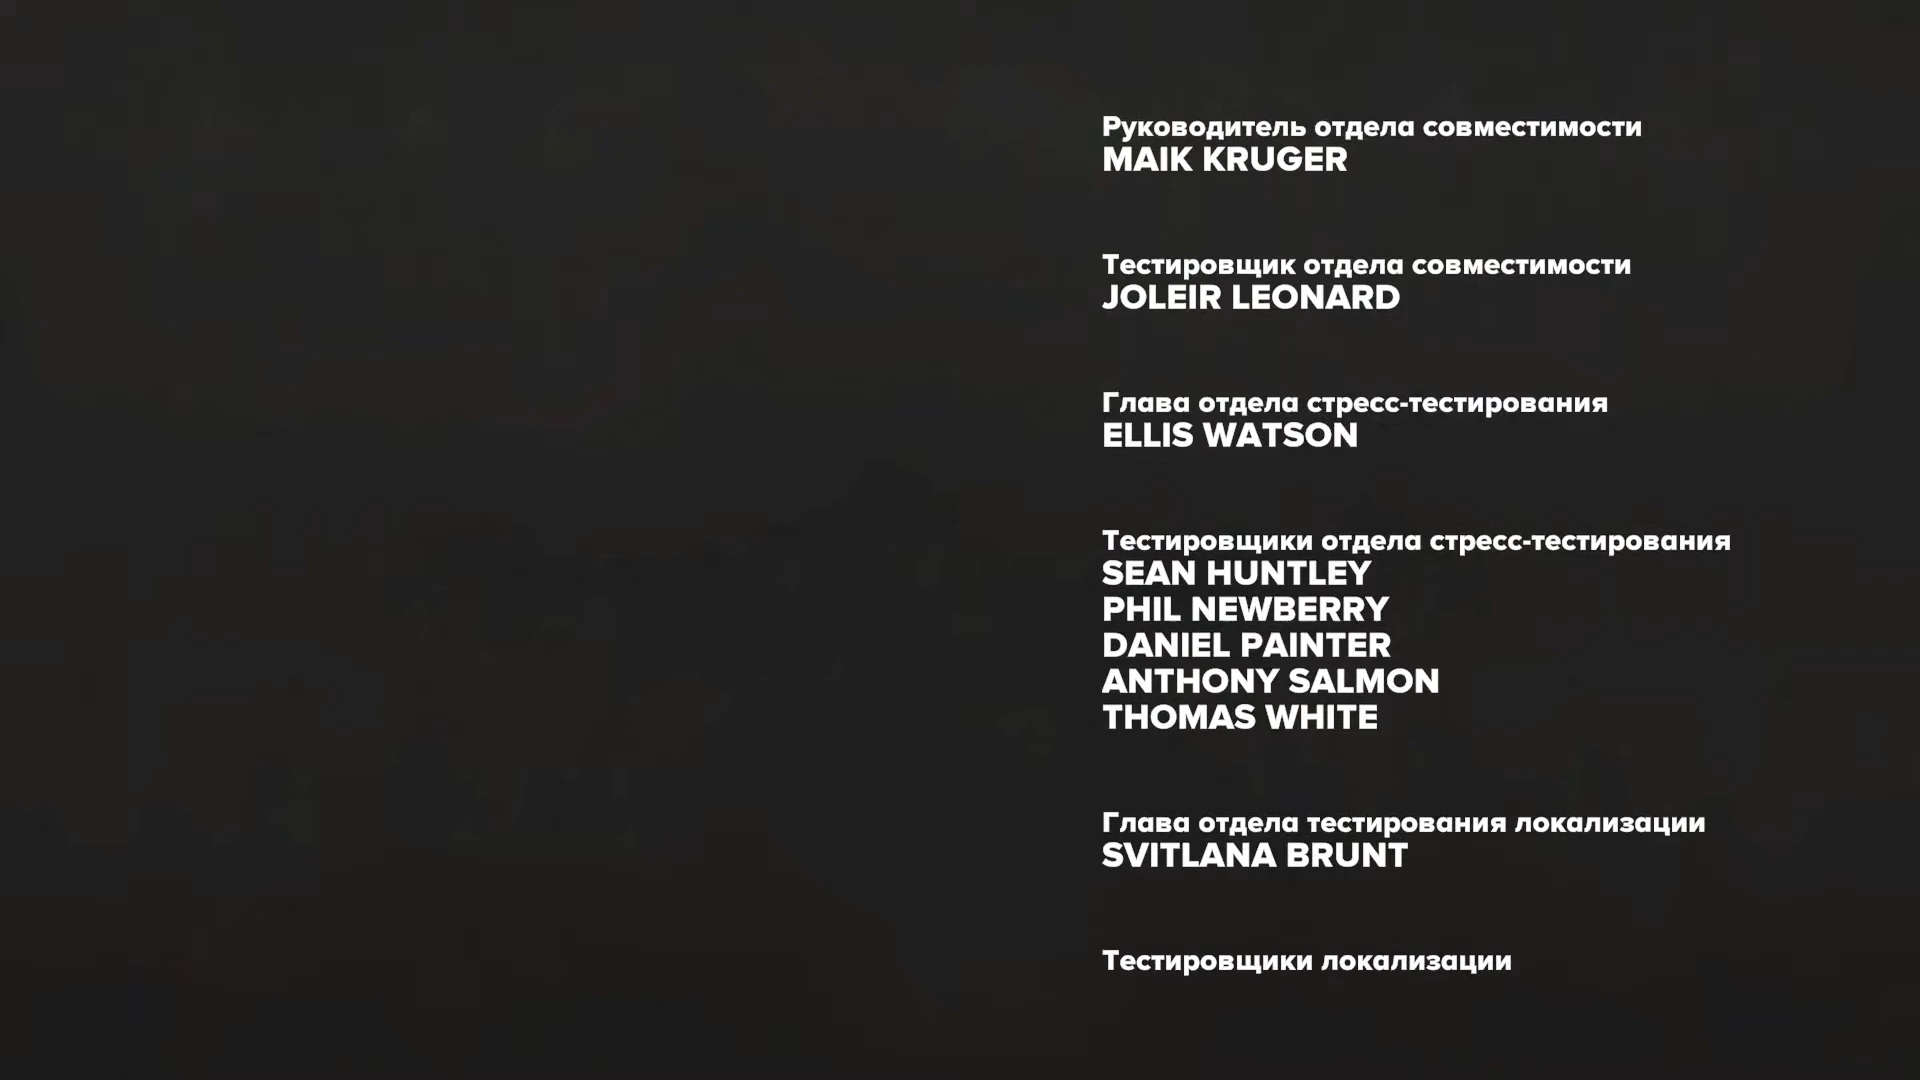 Руководитель отдела совместимости
MAIK KRUGER
Тестировщик отдела совместимости
JOLEIR LEONARD
Глава отдела стресс-тестирования
ELLIS WATSON
Тестировщики отдела стресс-тестирования
SEAN HUNTLEY
PHIL NEWBERRY
DANIEL PAINTER
ANTHONY SALMON
THOMAS WHITE
Глава отдела тестирования локализации
SVITLANA BRUNT
Тестировщики локализации